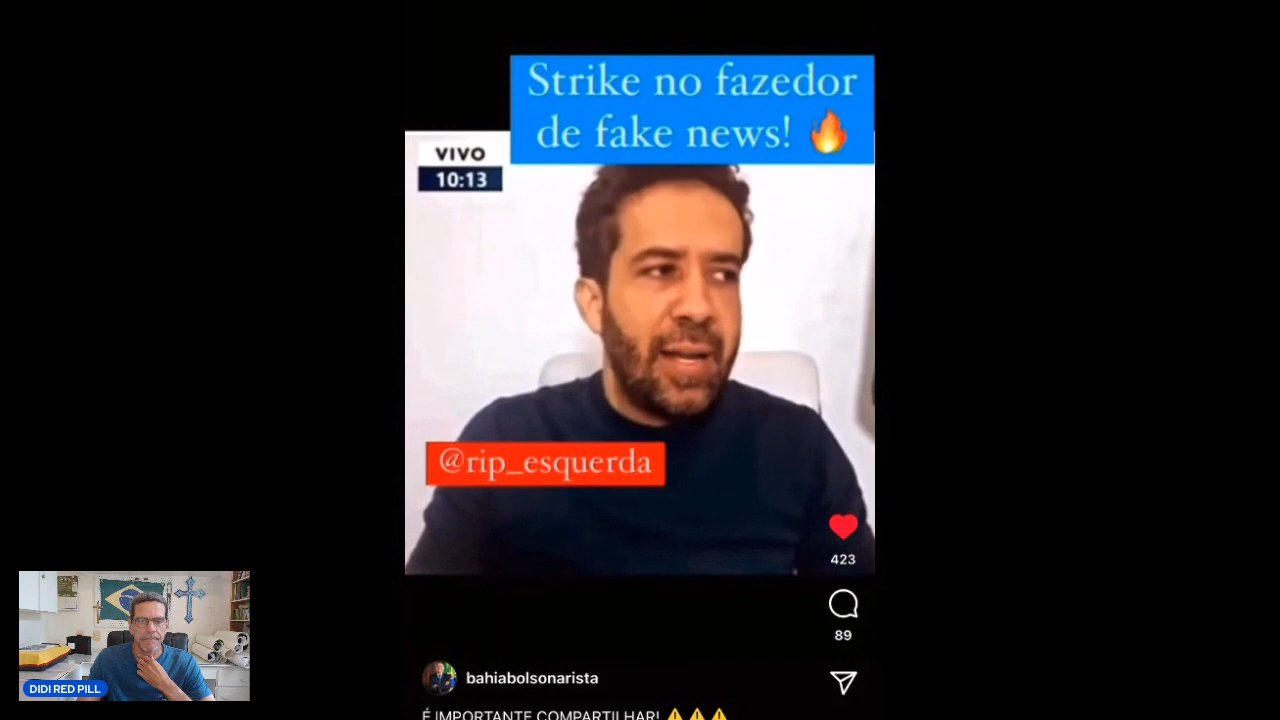 Strike no fazedor
de fake news! 🔥
VIVO
10:13
@rip_esquerda
423
89
bahiabolsonarista
É IMPORTANTE COMPARTILHAR! ⚠️ ⚠️ ⚠️
DIDI RED PILL